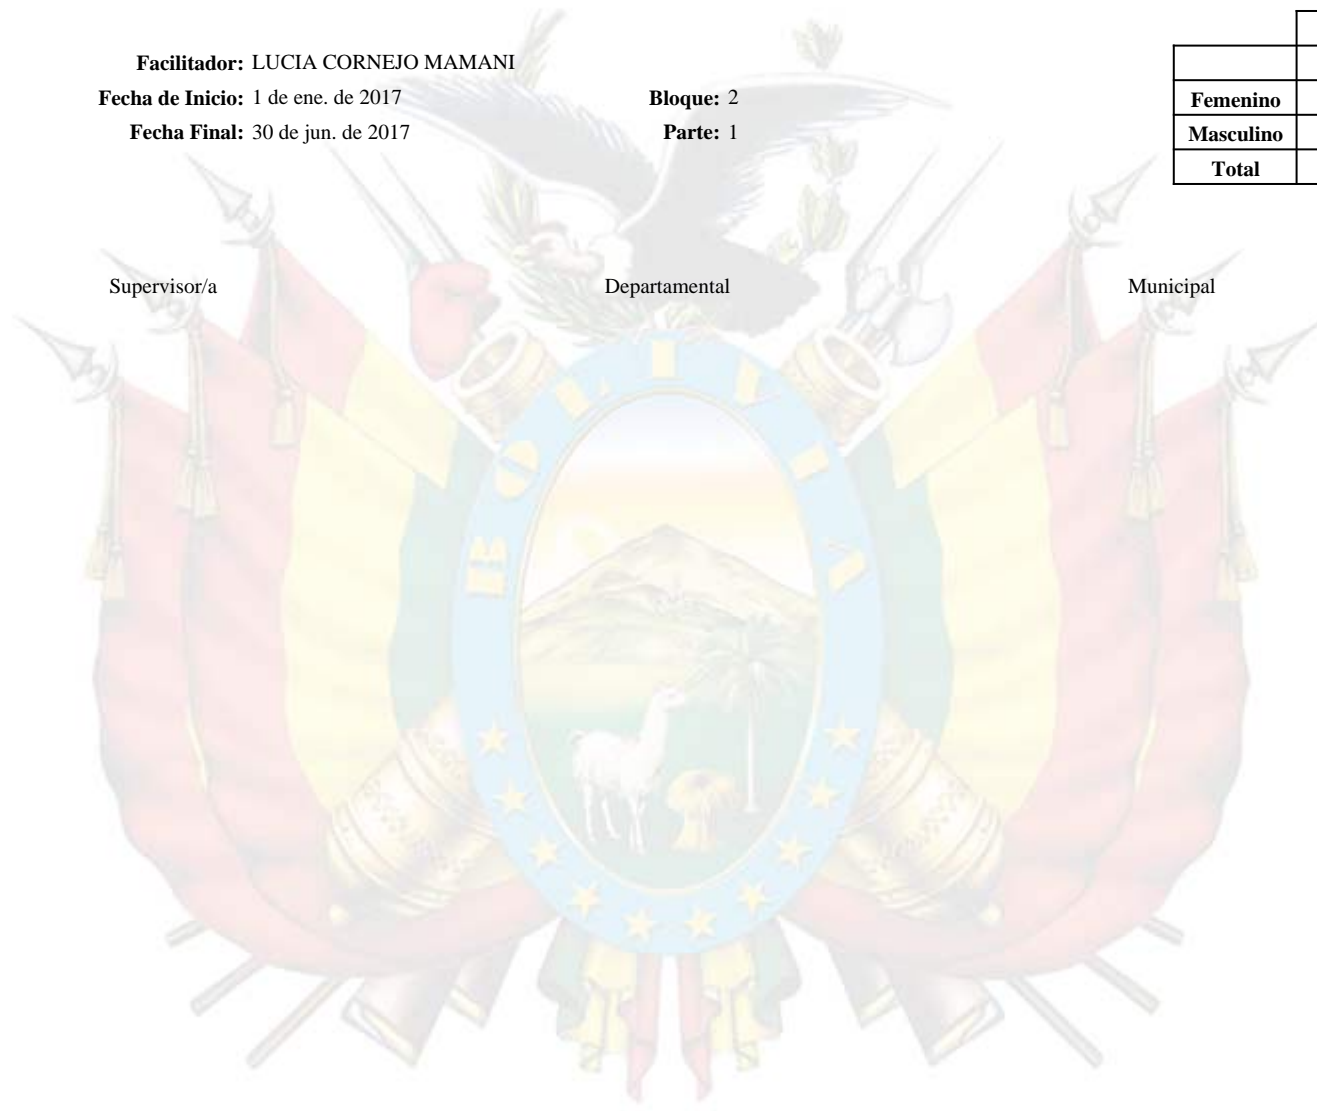 Facilitador: LUCIA CORNEJO MAMANI
Fecha de Inicio: 1 de ene. de 2017 Bloque: 2
Fecha Final: 30 de jun. de 2017 Parte: 1
Femenino
Masculino
Total
Supervisor/a Departamental Municipal
BOLIVIA